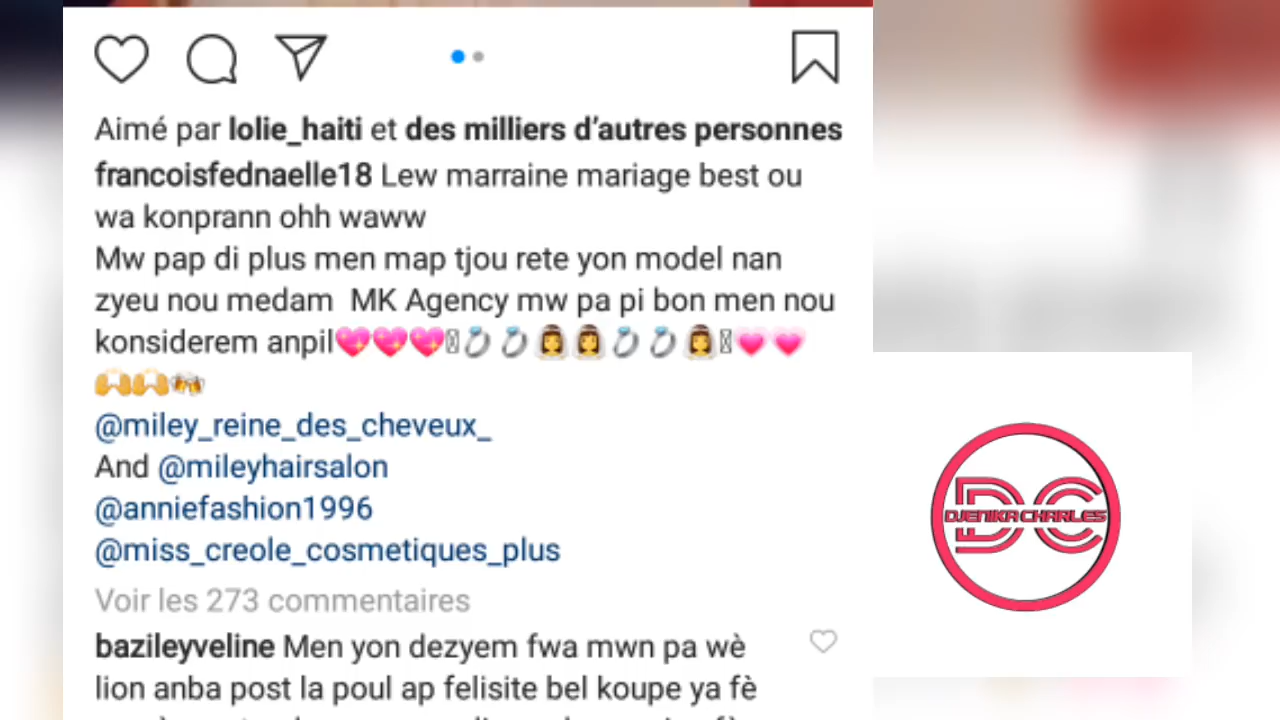 Aimé par lolie_haiti et des milliers d’autres personnes
francoisfednaelle18 Lew marraine mariage best ou
wa konprann ohh waww
Mw pap di plus men map tjou rete yon model nan
zyeu nou medam MK Agency mw pa pi bon men nou
konsiderem anpil💖💖💖💍💍👰👰💍💍👰💗💗
🙌🙌🍻
@miley_reine_des_cheveux_
And @mileyhairsalon
@anniefashion1996
@miss_creole_cosmetiques_plus
Voir les 273 commentaires
bazileyveline Men yon dezyem fwa mwn pa wè
lion anba post la poul ap felisite bel koupe ya fè
DC
DJENIKA CHARLES